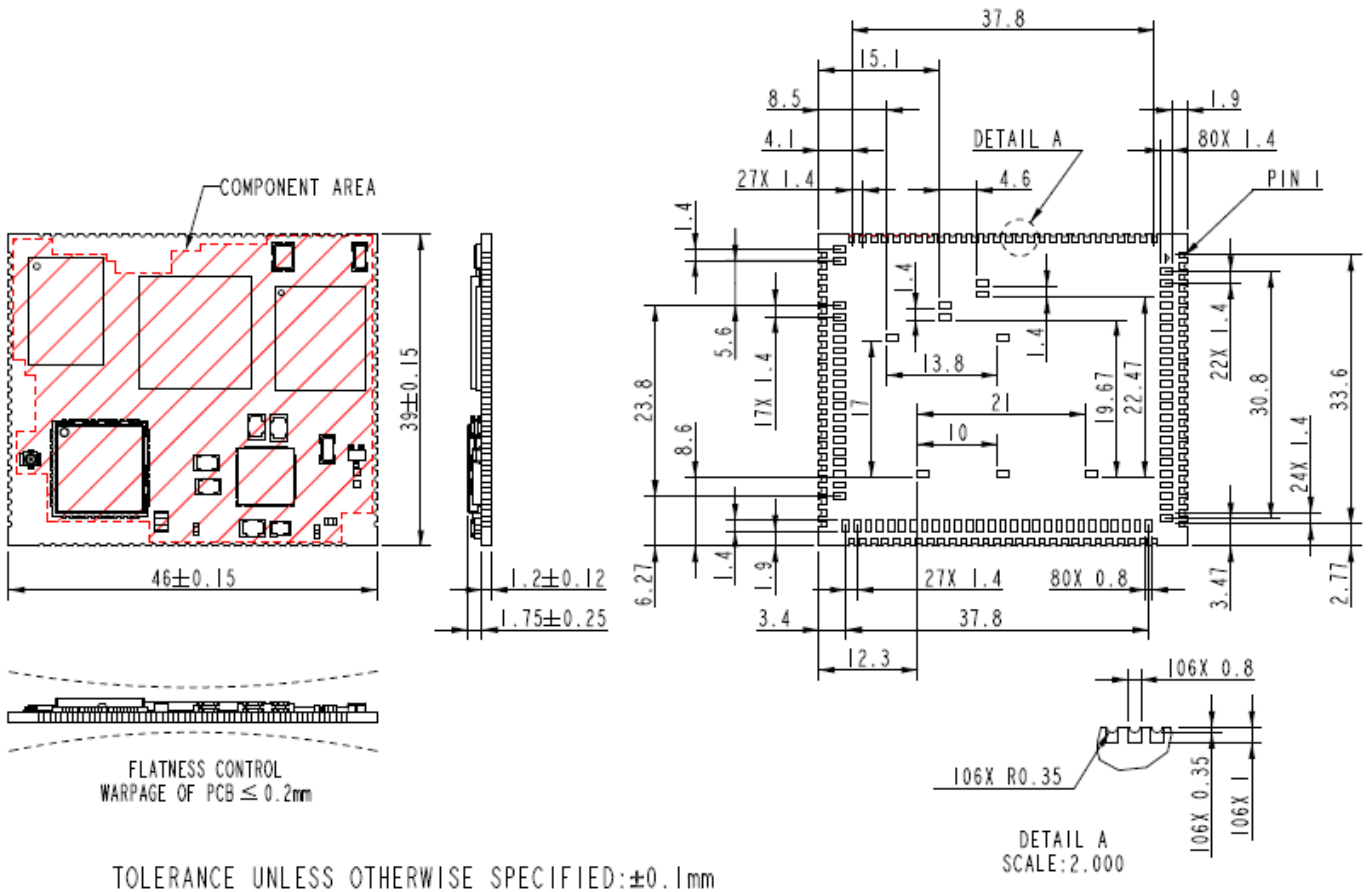 37.8
15.1
8.5
1.9
4.1
DETAIL A
80X 1.4
27X 1.4
4.6
PIN 1
COMPONENT AREA
1.4
1.4
5.6
17X 1.4
1.4
22X 1.4
13.8
39±0.15
23.8
17
19.67
22.47
30.8
33.6
21
10
8.6
24X 1.4
46±0.15
1.2±0.12
1.75±0.25
6.27
1.4
1.9
27X 1.4
80X 0.8
3.47
2.77
3.4
37.8
12.3
106X 0.8
FLATNESS CONTROL
WARPAGE OF PCB ≤ 0.2mm
106X R0.35
106X 0.35
106X 1
DETAIL A
SCALE:2.000
TOLERANCE UNLESS OTHERWISE SPECIFIED:±0.1mm